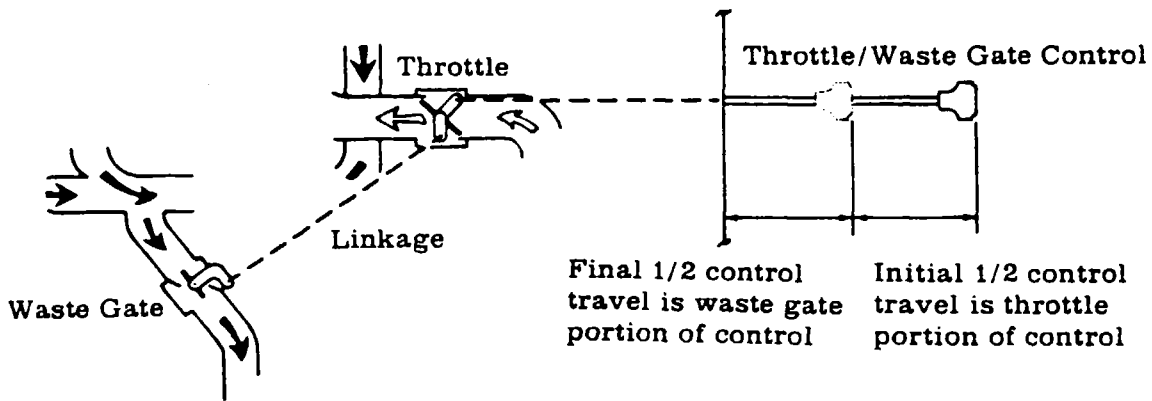 Throttle
Throttle/Waste Gate Control
Linkage
Waste Gate
Final 1/2 control
travel is waste gate
portion of control
Initial 1/2 control
travel is throttle
portion of control